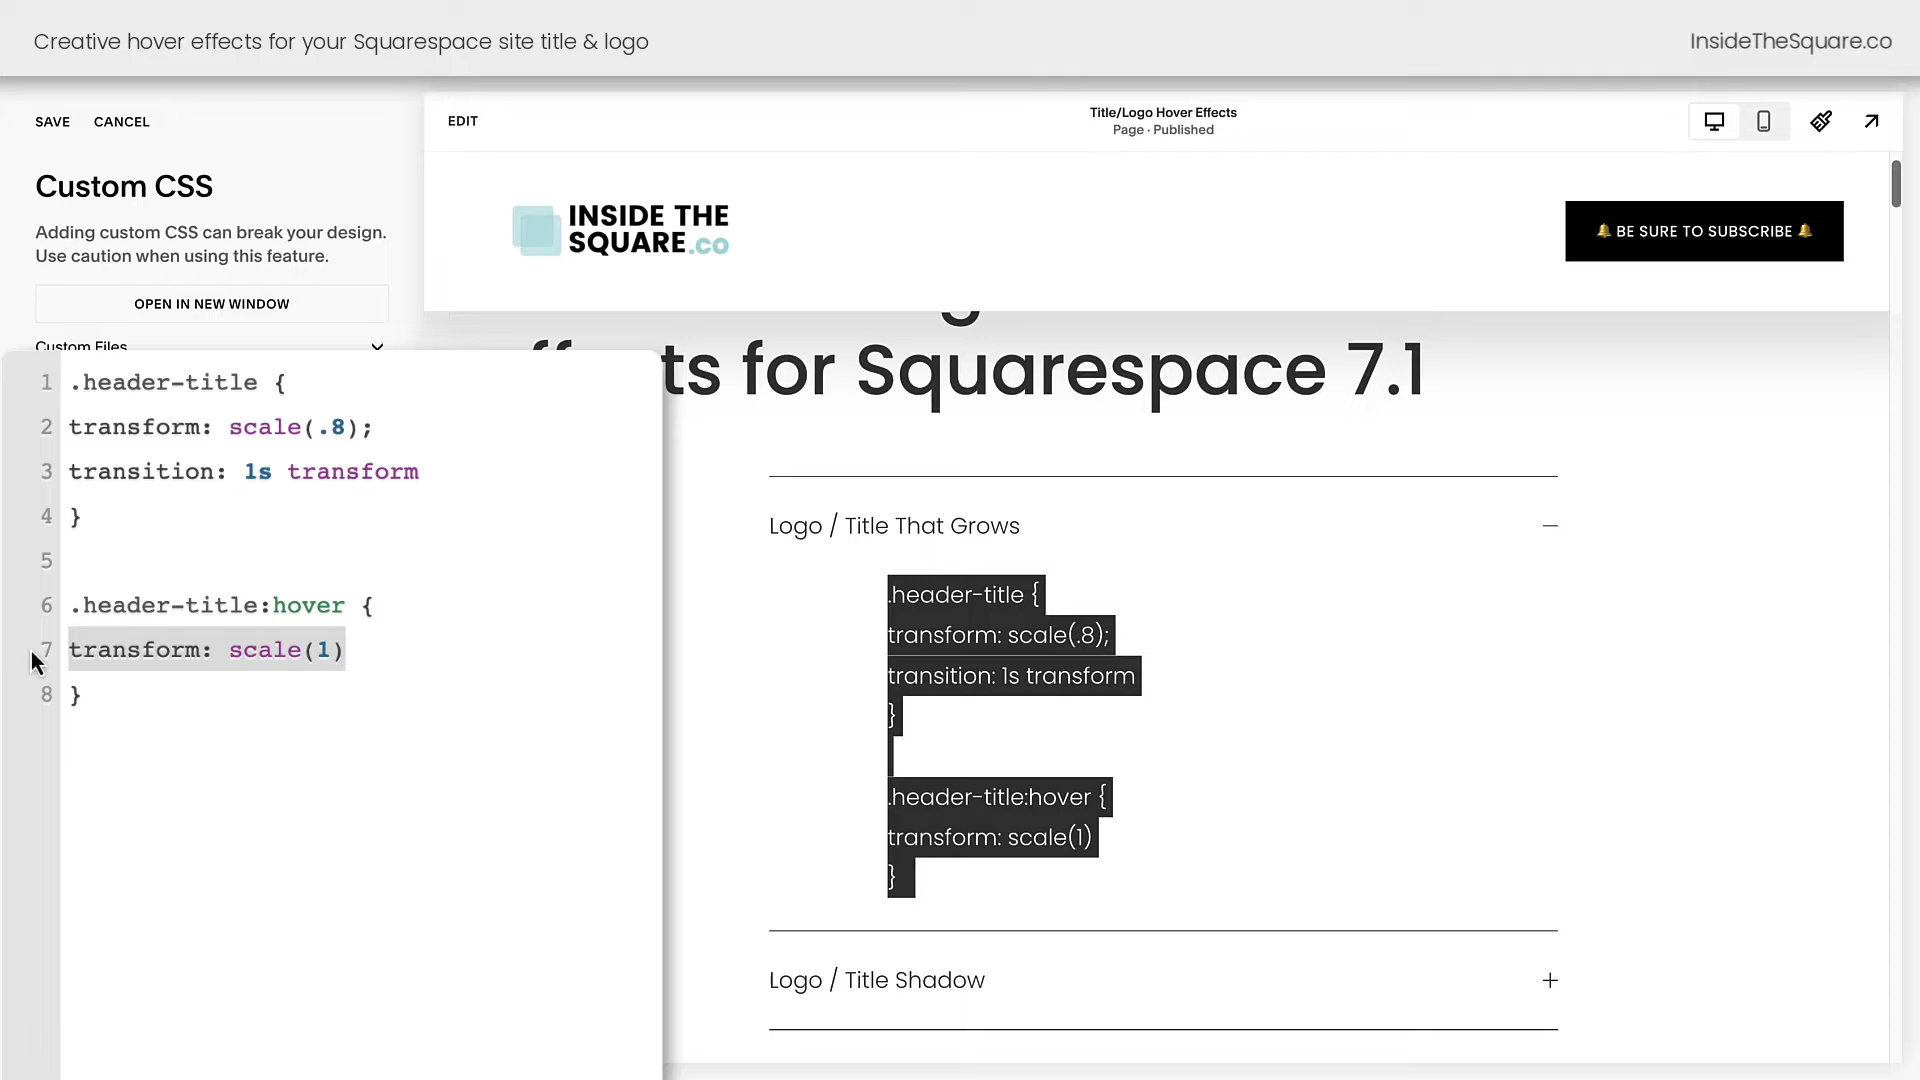 Creative hover effects for your Squarespace site title & logo
InsideTheSquare.co
SAVE CANCEL
Custom CSS
Adding custom CSS can break your design.
Use caution when using this feature.
OPEN IN NEW WINDOW
Custom Files
1 .header-title {
2 transform: scale(.8);
3 transition: 1s transform
4 }
5
6 .header-title:hover {
7 transform: scale(1)
8 }
EDIT
Title/Logo Hover Effects
Page · Published
INSIDE THE
SQUARE.co
🔔 BE SURE TO SUBSCRIBE 🔔
ts for Squarespace 7.1
Logo / Title That Grows
.header-title {
transform: scale(.8);
transition: 1s transform
}
.header-title:hover {
transform: scale(1)
}
Logo / Title Shadow